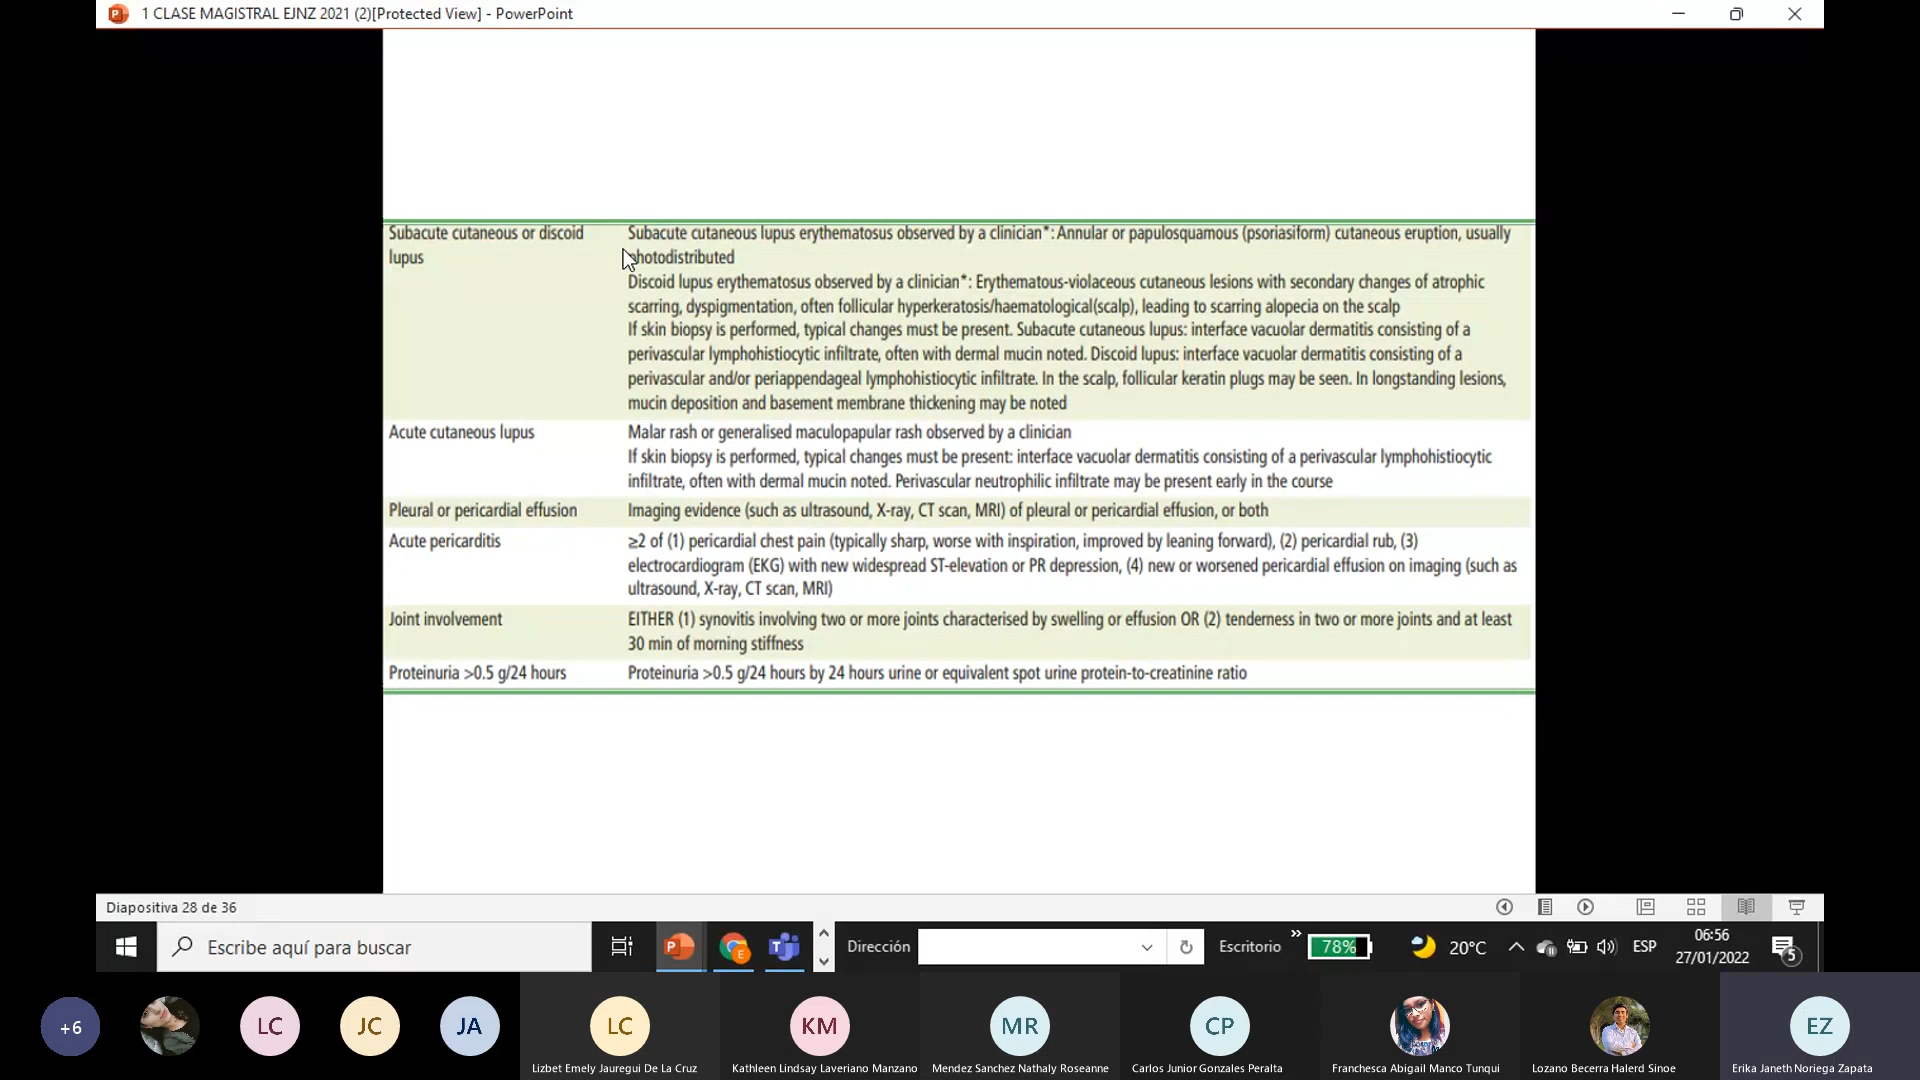 1 CLASE MAGISTRAL EJNZ 2021 (2)[Protected View] - PowerPoint
Subacute cutaneous or discoid
lupus
Subacute cutaneous lupus erythematosus observed by a clinician*: Annular or papulosquamous (psoriasiform) cutaneous eruption, usually
photodistributed
Discoid lupus erythematosus observed by a clinician*: Erythematous-violaceous cutaneous lesions with secondary changes of atrophic
scarring, dyspigmentation, often follicular hyperkeratosis/haematological(scalp), leading to scarring alopecia on the scalp
If skin biopsy is performed, typical changes must be present. Subacute cutaneous lupus: interface vacuolar dermatitis consisting of a
perivascular lymphohistiocytic infiltrate, often with dermal mucin noted. Discoid lupus: interface vacuolar dermatitis consisting of a
perivascular and/or periappendageal lymphohistiocytic infiltrate. In the scalp, follicular keratin plugs may be seen. In longstanding lesions,
mucin deposition and basement membrane thickening may be noted
Acute cutaneous lupus
Malar rash or generalised maculopapular rash observed by a clinician
If skin biopsy is performed, typical changes must be present: interface vacuolar dermatitis consisting of a perivascular lymphohistiocytic
infiltrate, often with dermal mucin noted. Perivascular neutrophilic infiltrate may be present early in the course
Pleural or pericardial effusion
Imaging evidence (such as ultrasound, X-ray, CT scan, MRI) of pleural or pericardial effusion, or both
Acute pericarditis
≥2 of (1) pericardial chest pain (typically sharp, worse with inspiration, improved by leaning forward), (2) pericardial rub, (3)
electrocardiogram (EKG) with new widespread ST-elevation or PR depression, (4) new or worsened pericardial effusion on imaging (such as
ultrasound, X-ray, CT scan, MRI)
Joint involvement
EITHER (1) synovitis involving two or more joints characterised by swelling or effusion OR (2) tenderness in two or more joints and at least
30 min of morning stiffness
Proteinuria >0.5 g/24 hours
Proteinuria >0.5 g/24 hours by 24 hours urine or equivalent spot urine protein-to-creatinine ratio
Diapositiva 28 de 36
Escribe aquí para buscar
P
E
T
Dirección
Escritorio
78%
20°C
ESP
06:56
27/01/2022
5
+6
LC
JC
JA
LC
KM
MR
CP
EZ
Lizbet Emely Jauregui De La Cruz
Kathleen Lindsay Laveriano Manzano
Mendez Sanchez Nathaly Roseanne
Carlos Junior Gonzales Peralta
Franchesca Abigail Manco Tunqui
Lozano Becerra Halerd Sinoe
Erika Janeth Noriega Zapata